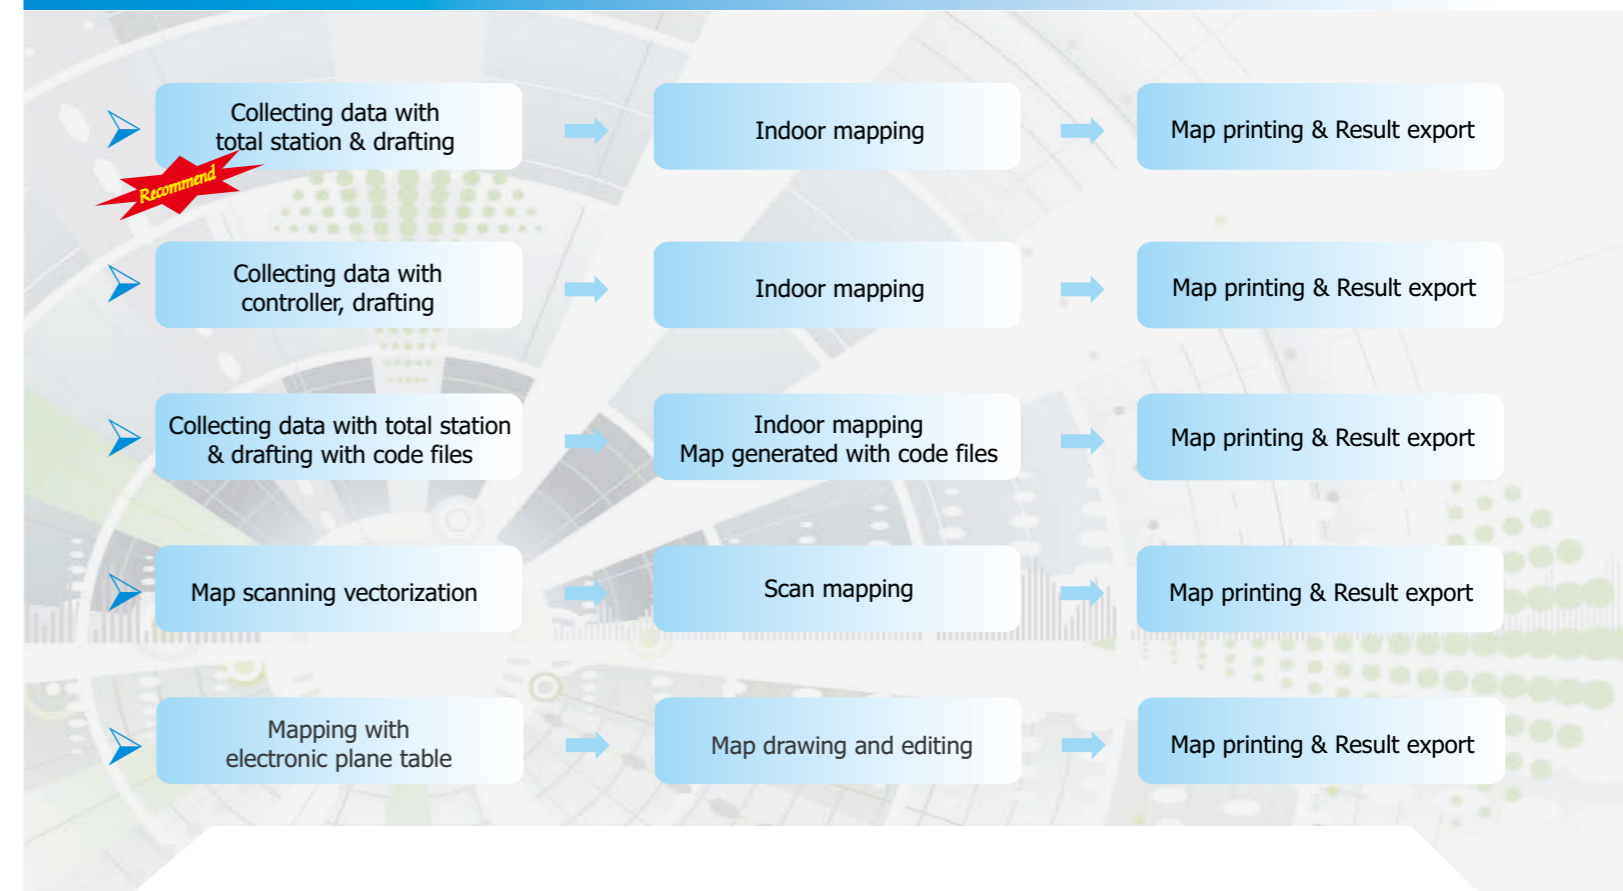 Collecting data with
total station & drafting
Indoor mapping
Map printing & Result export
Recommend
Collecting data with
controller, drafting
Indoor mapping
Map printing & Result export
Collecting data with total station
& drafting with code files
Indoor mapping
Map generated with code files
Map printing & Result export
Map scanning vectorization
Scan mapping
Map printing & Result export
Mapping with
electronic plane table
Map drawing and editing
Map printing & Result export